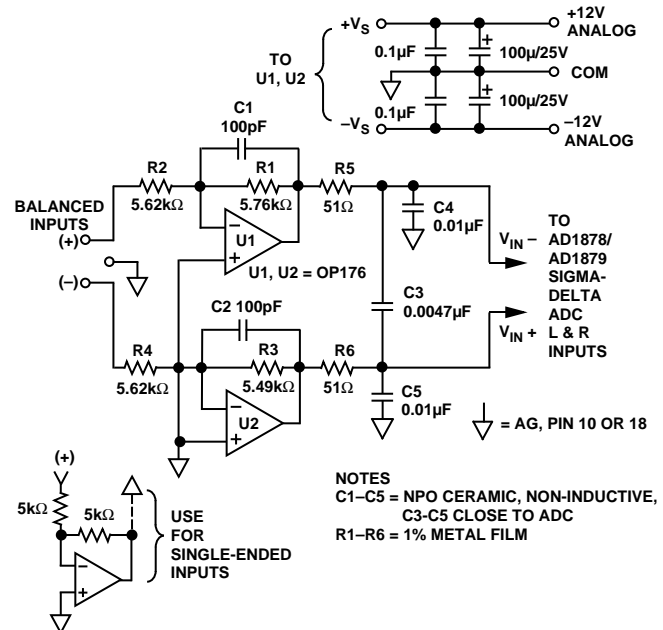 +VS
+12V
ANALOG
0.1µF
100µ/25V
TO
U1, U2
COM
0.1µF
100µ/25V
–VS
–12V
ANALOG
C1
100pF
R2
R1
R5
5.62kΩ
5.76kΩ
51Ω
BALANCED
INPUTS
(+)
C4
0.01µF
U1
U1, U2 = OP176
VIN –
TO
AD1878/
AD1879
SIGMA-
DELTA
ADC
L & R
INPUTS
(–)
C2 100pF
C3
0.0047µF
VIN +
R4
R3
R6
5.62kΩ
5.49kΩ
51Ω
C5
0.01µF
U2
= AG, PIN 10 OR 18
(+)
5kΩ
5kΩ
USE
FOR
SINGLE-ENDED
INPUTS
NOTES
C1–C5 = NPO CERAMIC, NON-INDUCTIVE,
C3-C5 CLOSE TO ADC
R1–R6 = 1% METAL FILM